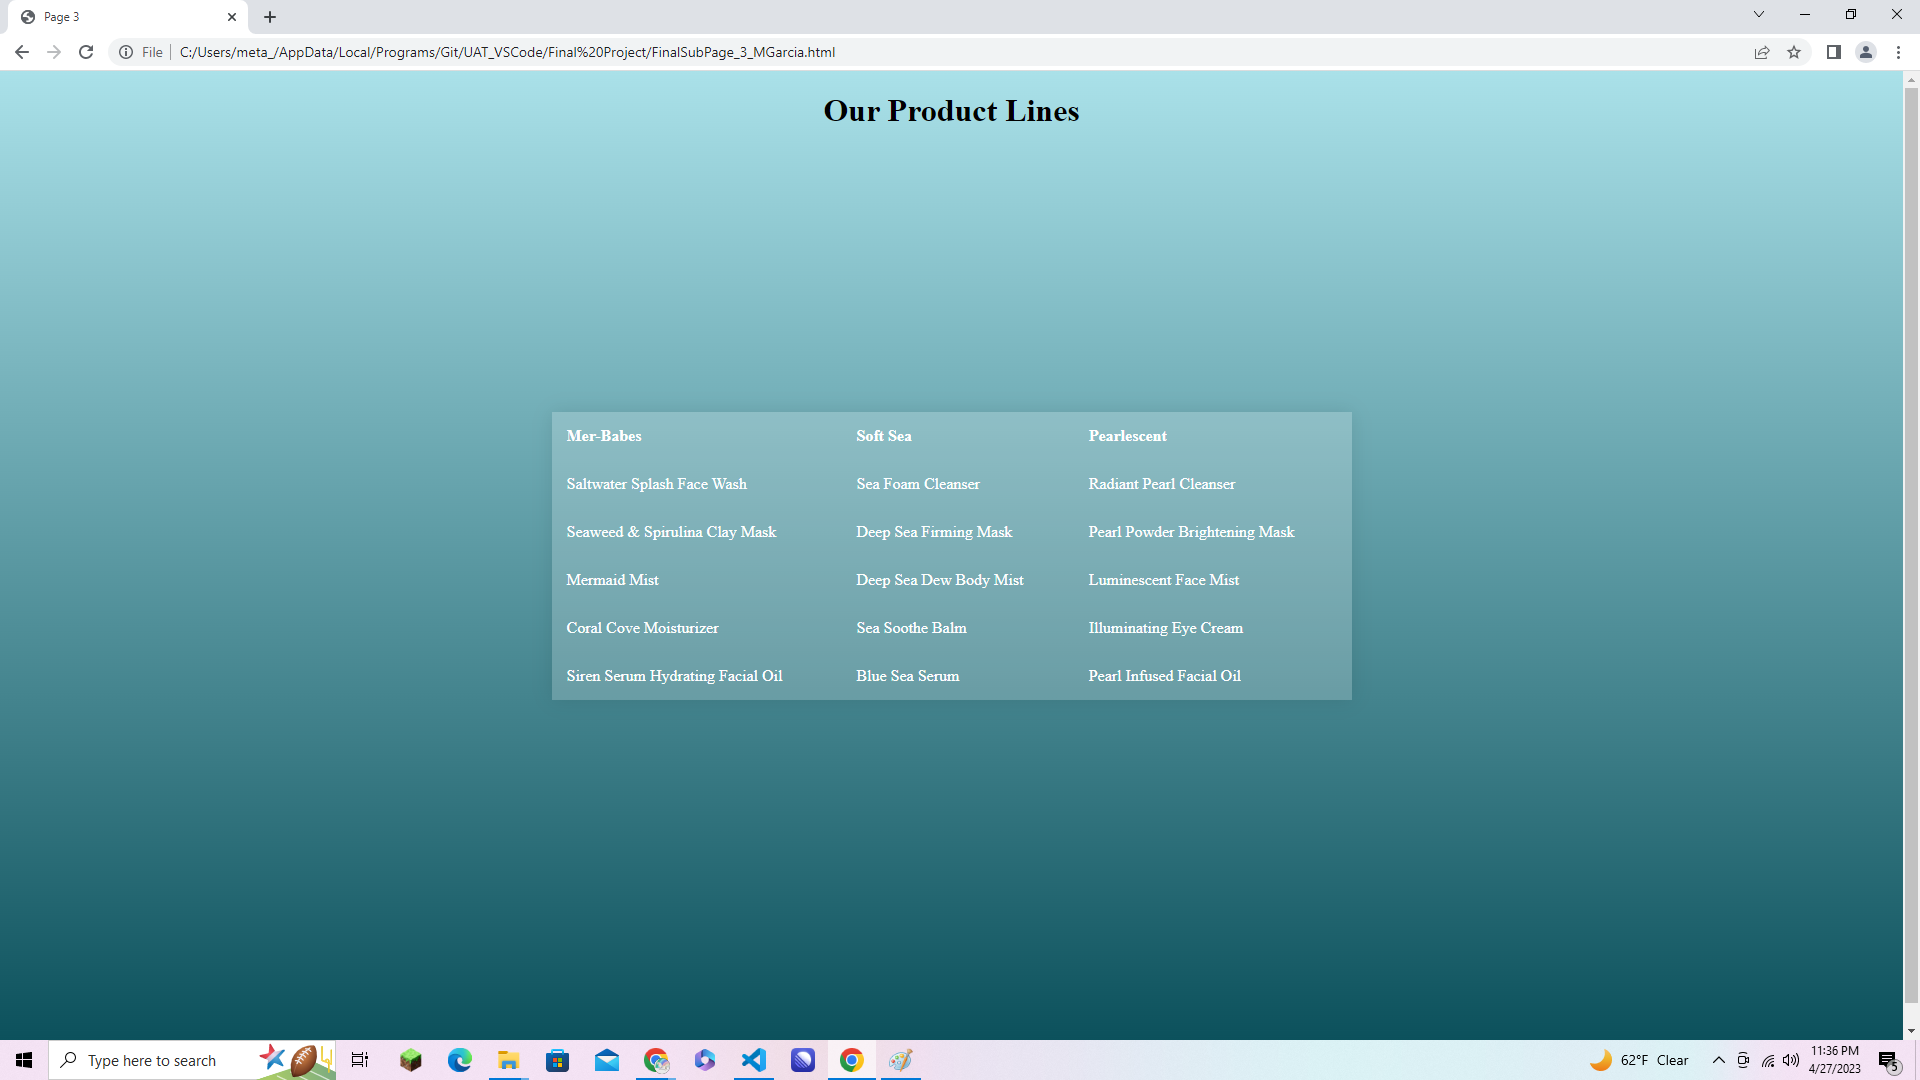 Page 3
File C:/Users/meta_/AppData/Local/Programs/Git/UAT_VSCode/Final%20Project/FinalSubPage_3_MGarcia.html
Our Product Lines
Mer-Babes Soft Sea Pearlescent
Saltwater Splash Face Wash Sea Foam Cleanser Radiant Pearl Cleanser
Seaweed & Spirulina Clay Mask Deep Sea Firming Mask Pearl Powder Brightening Mask
Mermaid Mist Deep Sea Dew Body Mist Luminescent Face Mist
Coral Cove Moisturizer Sea Soothe Balm Illuminating Eye Cream
Siren Serum Hydrating Facial Oil Blue Sea Serum Pearl Infused Facial Oil
Type here to search
62°F Clear
11:36 PM
4/27/2023
5